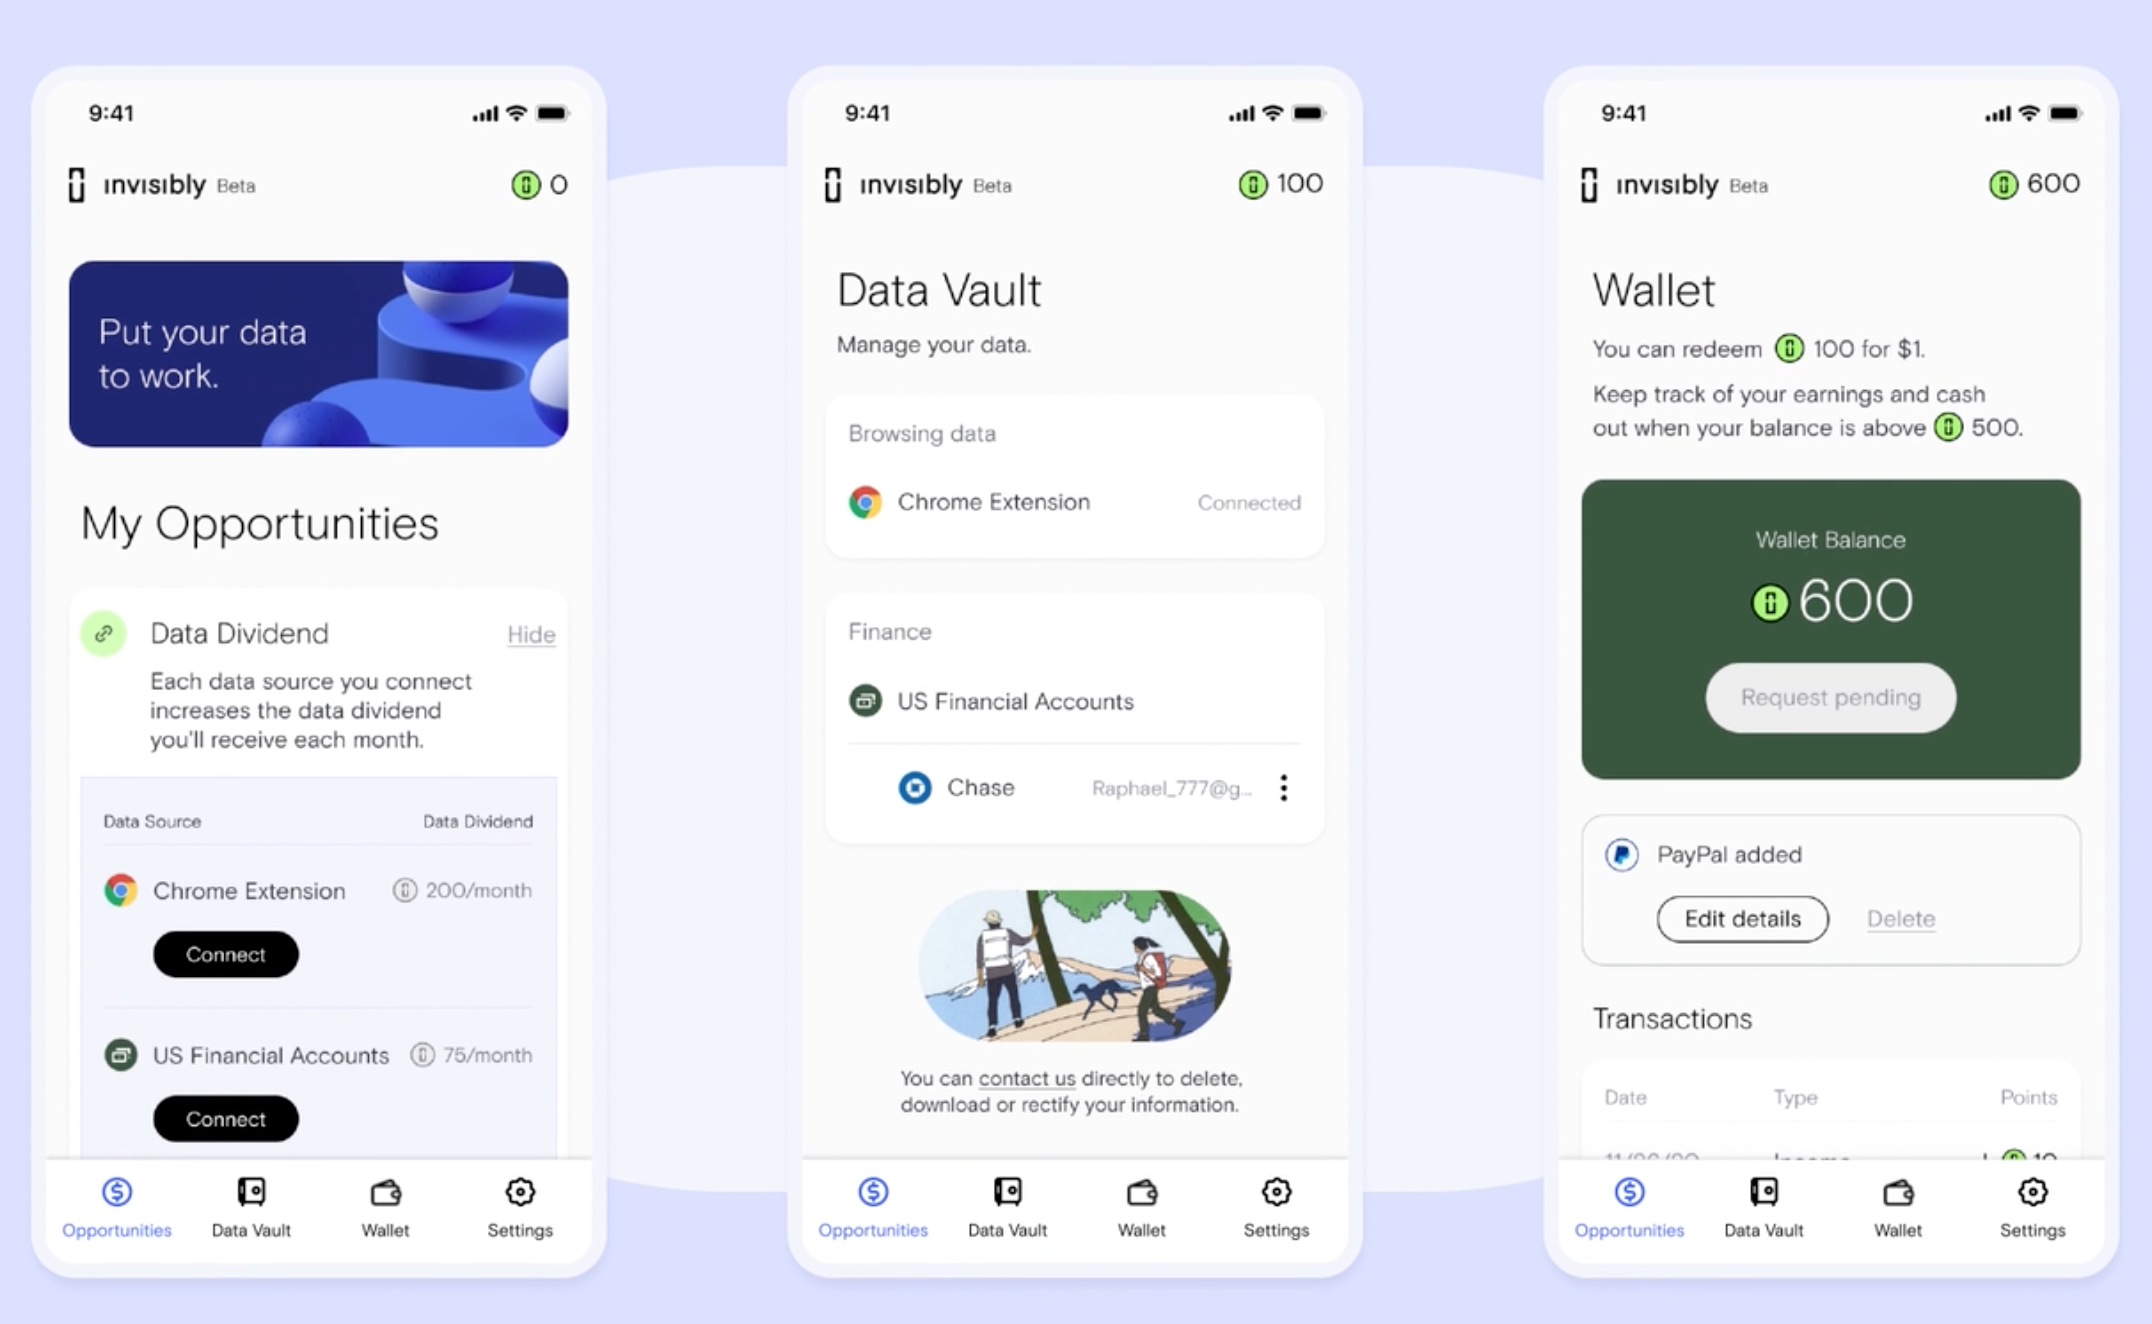 9:41
invisibly Beta
0
Put your data
to work.
My Opportunities
Data Dividend
Hide
Each data source you connect
increases the data dividend
you'll receive each month.
Data Source
Data Dividend
Chrome Extension
200/month
Connect
US Financial Accounts
75/month
Connect
Opportunities
Data Vault
Wallet
Settings
9:41
invisibly Beta
100
Data Vault
Manage your data.
Browsing data
Chrome Extension
Connected
Finance
US Financial Accounts
Chase
Raphael_777@g...
You can contact us directly to delete,
download or rectify your information.
Opportunities
Data Vault
Wallet
Settings
9:41
invisibly Beta
600
Wallet
You can redeem 100 for $1.
Keep track of your earnings and cash
out when your balance is above 500.
Wallet Balance
600
Request pending
PayPal added
Edit details
Delete
Transactions
Date
Type
Points
Opportunities
Data Vault
Wallet
Settings